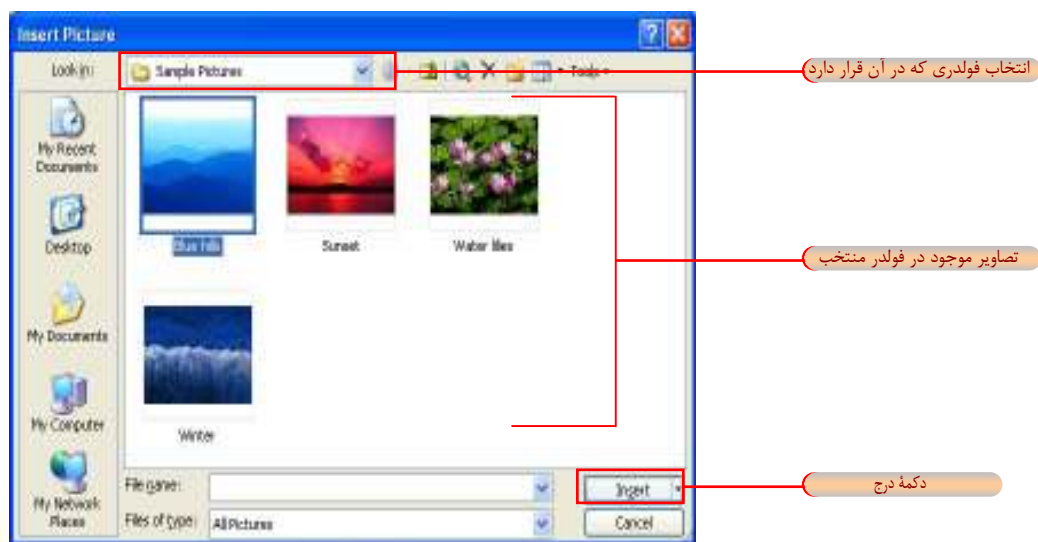 Insert Picture
Look in:
Sample Pictures
Tools
انتخاب فولدری که در آن قرار دارد
My Recent
Documents
Desktop
My Documents
My Computer
My Network
Places
Blue hills
Sunset
Water lilies
Winter
تصاویر موجود در فولدر منتخب
File name:
Insert
دکمهٔ درج
Files of type:
All Pictures
Cancel